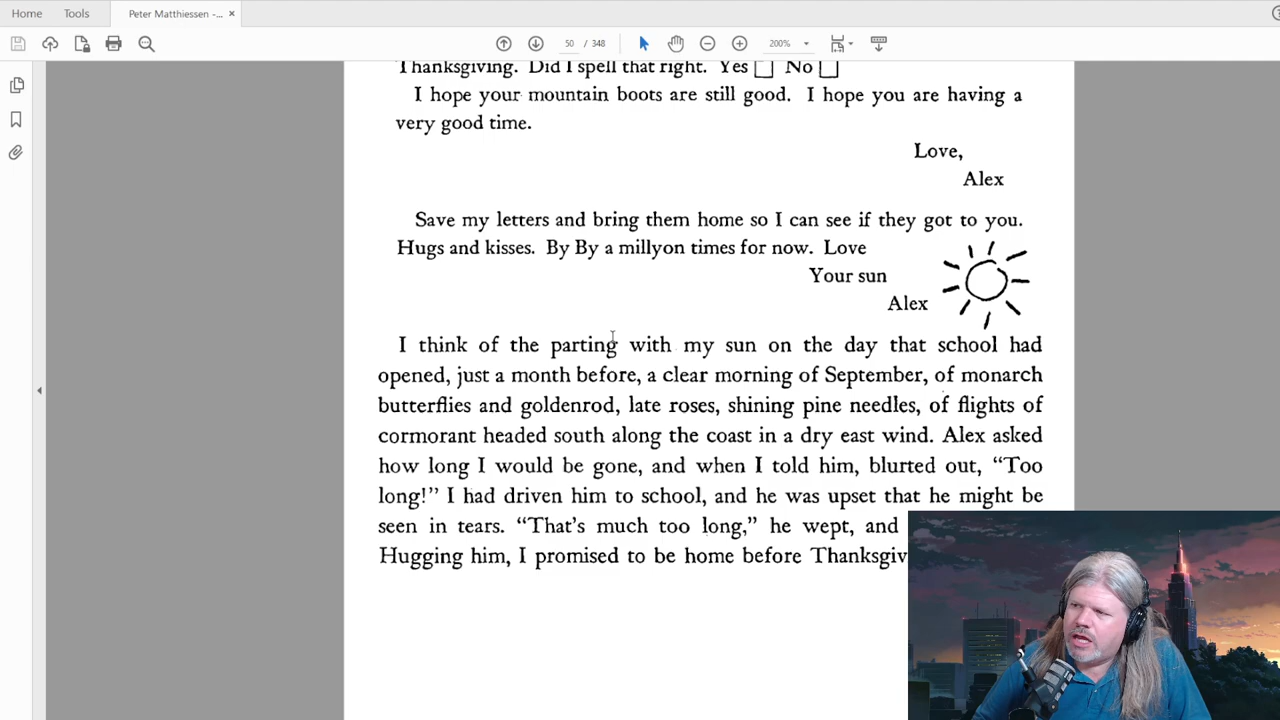 Home Tools Peter Matthiessen -... ×
50 / 348 200%
Thanksgiving. Did I spell that right. Yes No
I hope your mountain boots are still good. I hope you are having a
very good time.
Love,
Alex
Save my letters and bring them home so I can see if they got to you.
Hugs and kisses. By By a millyon times for now. Love
Your sun
Alex
I think of the parting with my sun on the day that school had
opened, just a month before, a clear morning of September, of monarch
butterflies and goldenrod, late roses, shining pine needles, of flights of
cormorant headed south along the coast in a dry east wind. Alex asked
how long I would be gone, and when I told him, blurted out, “Too
long!” I had driven him to school, and he was upset that he might be
seen in tears. “That’s much too long,” he wept, and
Hugging him, I promised to be home before